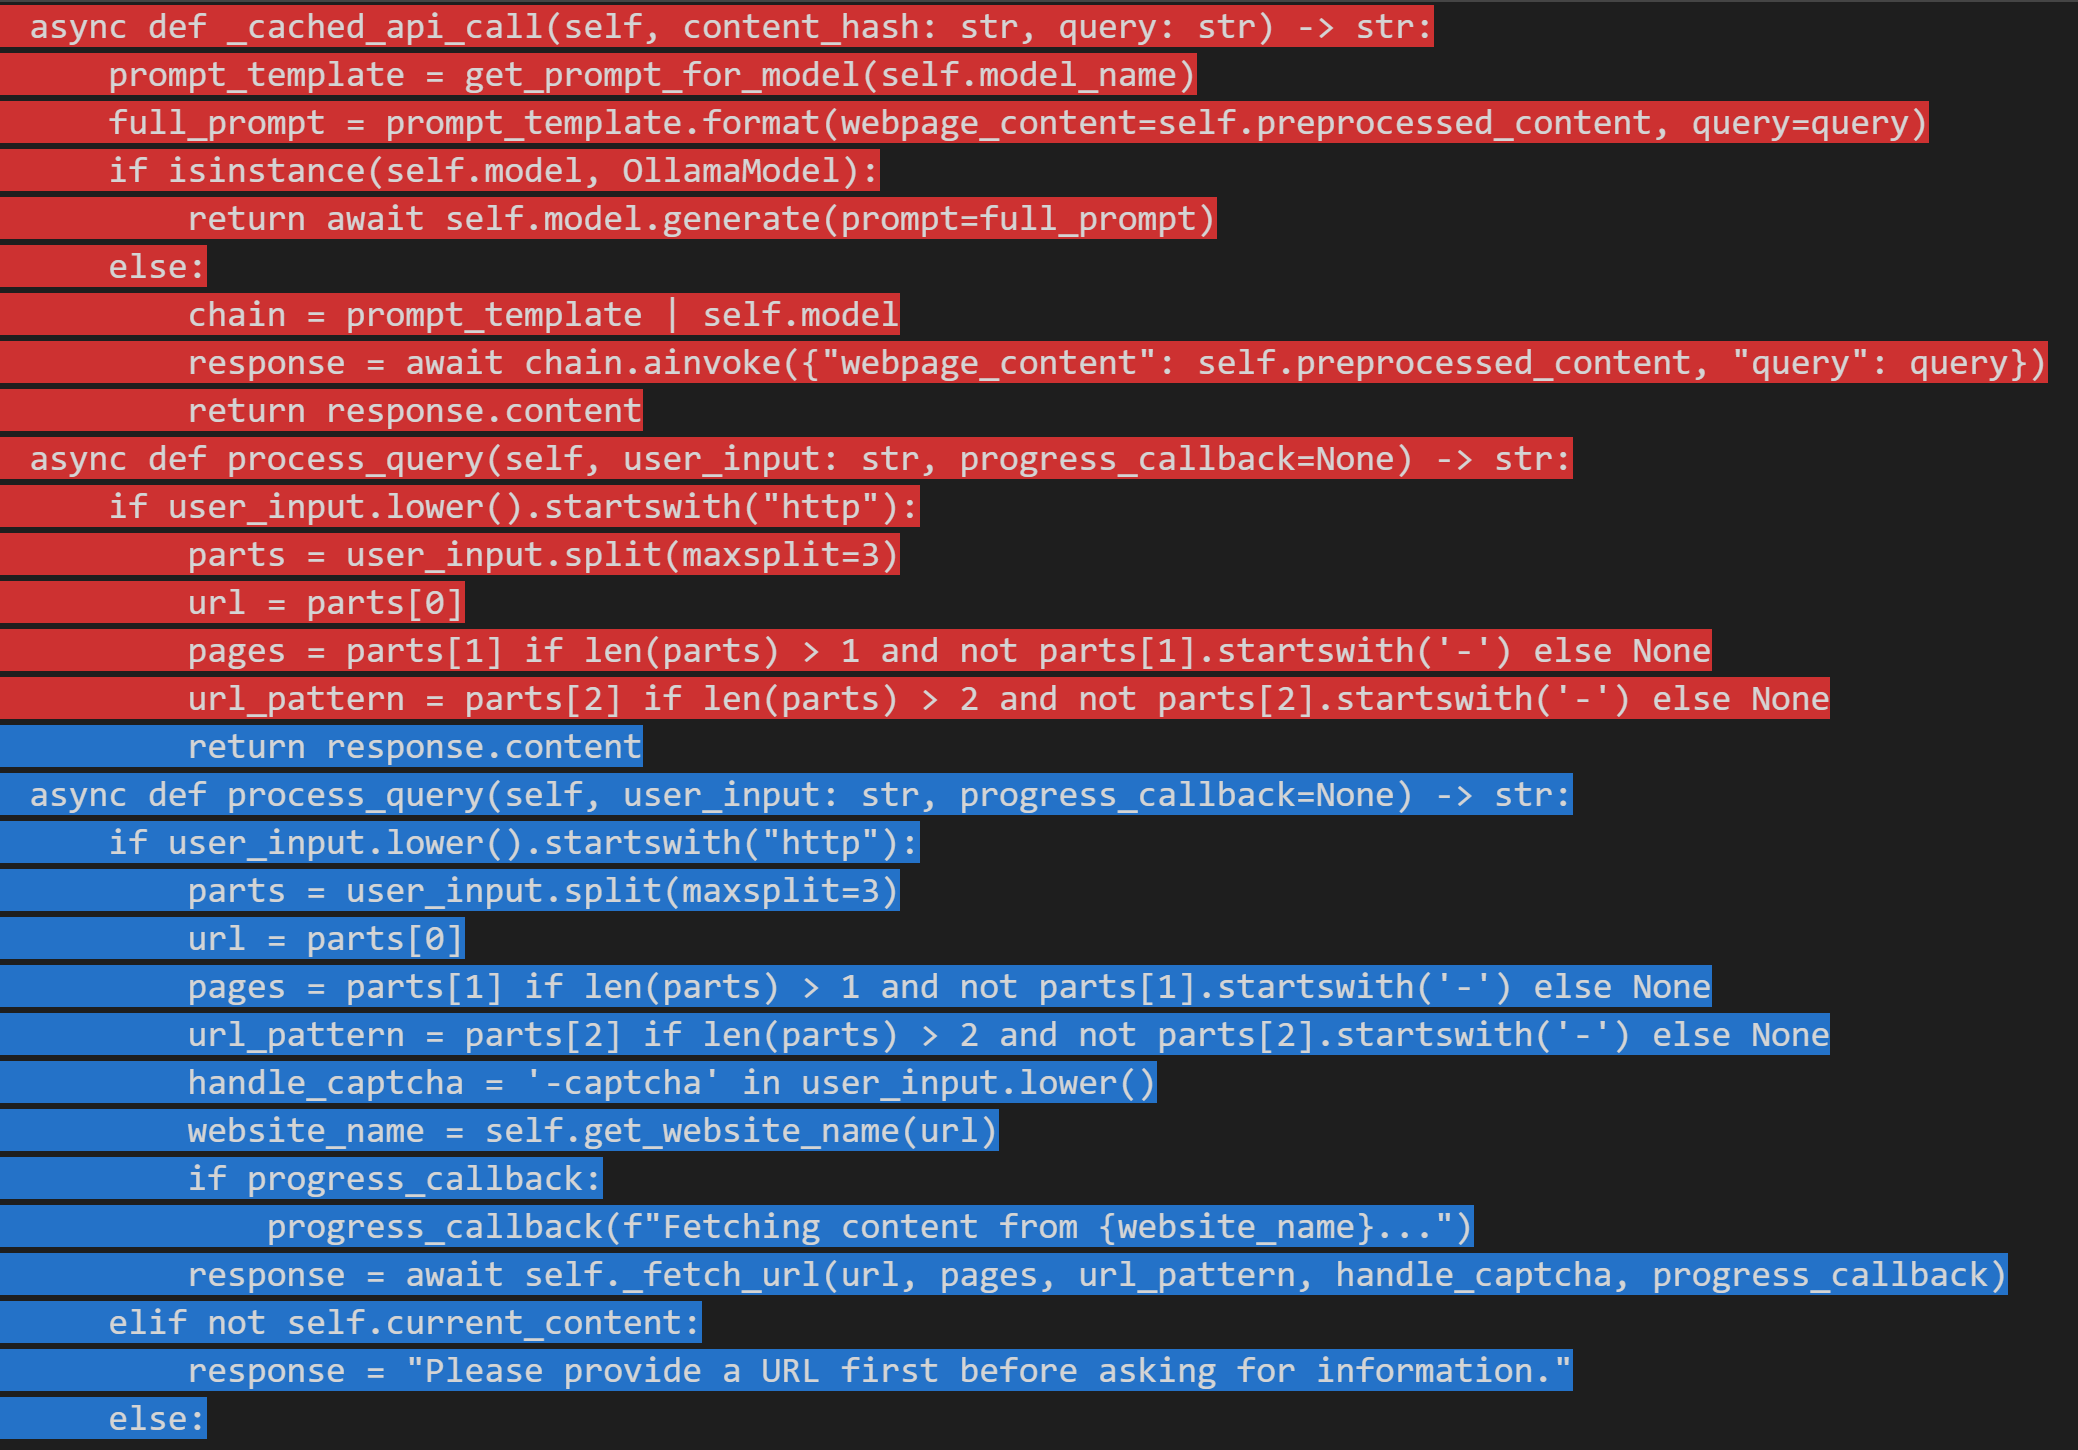 async def _cached_api_call(self, content_hash: str, query: str) -> str:
    prompt_template = get_prompt_for_model(self.model_name)
    full_prompt = prompt_template.format(webpage_content=self.preprocessed_content, query=query)
    if isinstance(self.model, OllamaModel):
        return await self.model.generate(prompt=full_prompt)
    else:
        chain = prompt_template | self.model
        response = await chain.ainvoke({"webpage_content": self.preprocessed_content, "query": query})
        return response.content
async def process_query(self, user_input: str, progress_callback=None) -> str:
    if user_input.lower().startswith("http"):
        parts = user_input.split(maxsplit=3)
        url = parts[0]
        pages = parts[1] if len(parts) > 1 and not parts[1].startswith('-') else None
        url_pattern = parts[2] if len(parts) > 2 and not parts[2].startswith('-') else None
        return response.content
async def process_query(self, user_input: str, progress_callback=None) -> str:
    if user_input.lower().startswith("http"):
        parts = user_input.split(maxsplit=3)
        url = parts[0]
        pages = parts[1] if len(parts) > 1 and not parts[1].startswith('-') else None
        url_pattern = parts[2] if len(parts) > 2 and not parts[2].startswith('-') else None
        handle_captcha = '-captcha' in user_input.lower()
        website_name = self.get_website_name(url)
        if progress_callback:
            progress_callback(f"Fetching content from {website_name}...")
        response = await self._fetch_url(url, pages, url_pattern, handle_captcha, progress_callback)
    elif not self.current_content:
        response = "Please provide a URL first before asking for information."
    else: